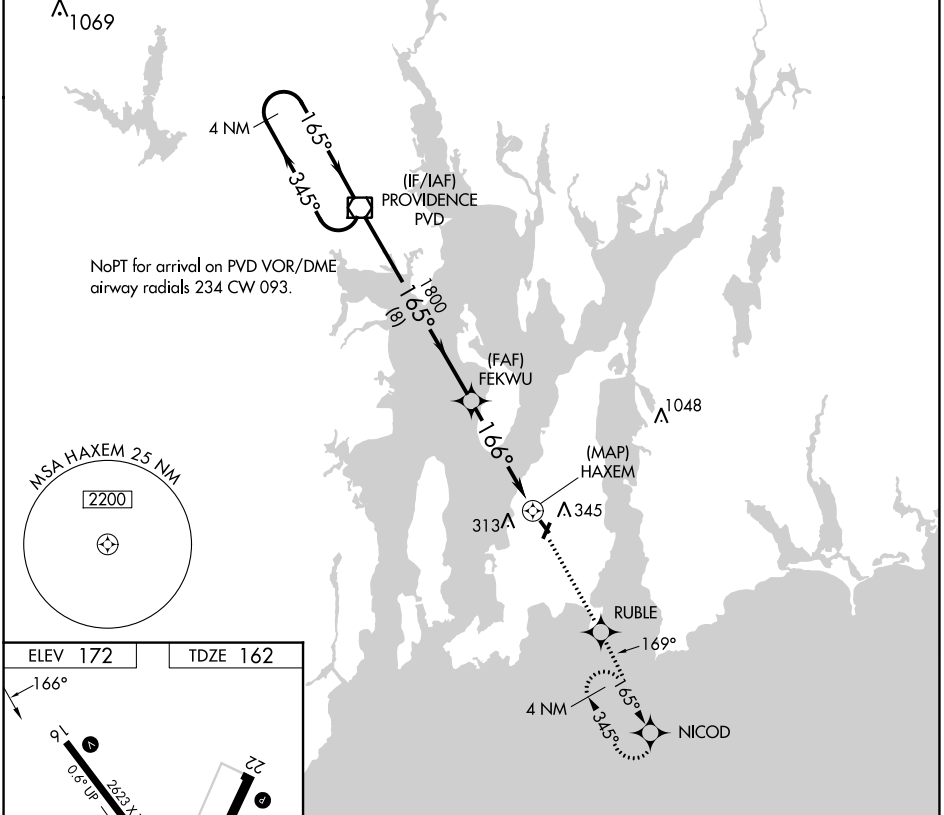 1069
4 NM
165°
345°
(IF/IAF)
PROVIDENCE
PVD
NoPT for arrival on PVD VOR/DME
airway radials 234 CW 093.
1800
165°
(8)
(FAF)
FEKWU
1048
166°
(MAP)
HAXEM
MSA HAXEM 25 NM
2200
313
345
RUBLE
169°
4 NM
165°
345°
NICOD
ELEV 172
TDZE 162
166°
16
V
0.6° UP
2623 X
22
P